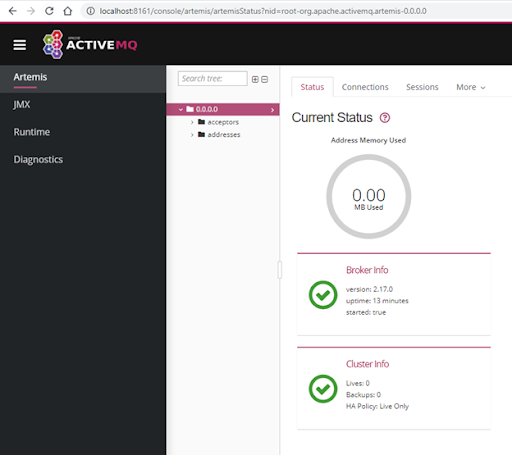 localhost:8161/console/artemis/artemisStatus?nid=root-org.apache.activemq.artemis-0.0.0.0
APACHE
ACTIVEMQ
Artemis
JMX
Runtime
Diagnostics
Search tree:
0.0.0.0
acceptors
addresses
Status Connections Sessions More
Current Status
Address Memory Used
0.00
MB Used
Broker Info
version: 2.17.0
uptime: 13 minutes
started: true
Cluster Info
Lives: 0
Backups: 0
HA Policy: Live Only